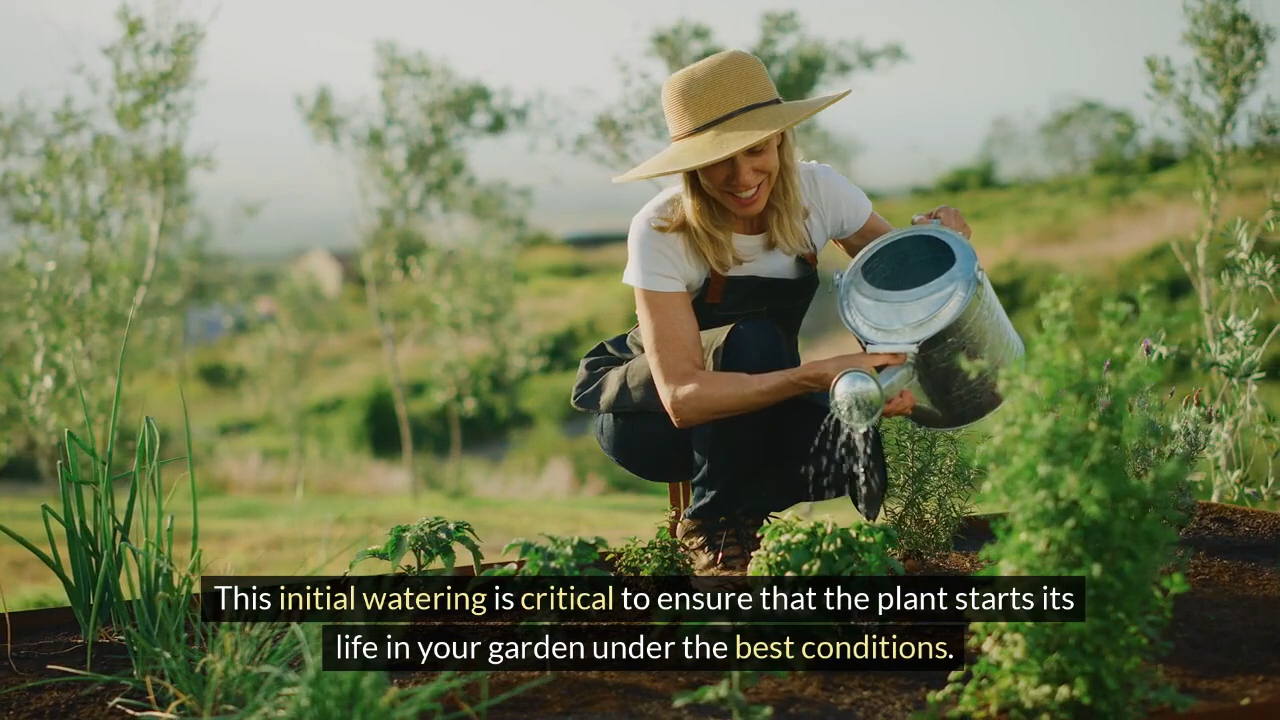 This initial watering is critical to ensure that the plant starts its
life in your garden under the best conditions.